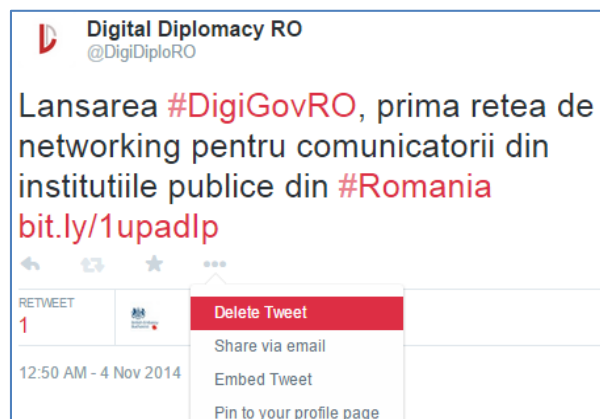 Digital Diplomacy RO
@DigiDiploRO
Lansarea #DigiGovRO, prima retea de
networking pentru comunicatorii din
institutiile publice din #Romania
bit.ly/1upadlp
RETWEET
1
Delete Tweet
Share via email
Embed Tweet
Pin to your profile page
12:50 AM - 4 Nov 2014